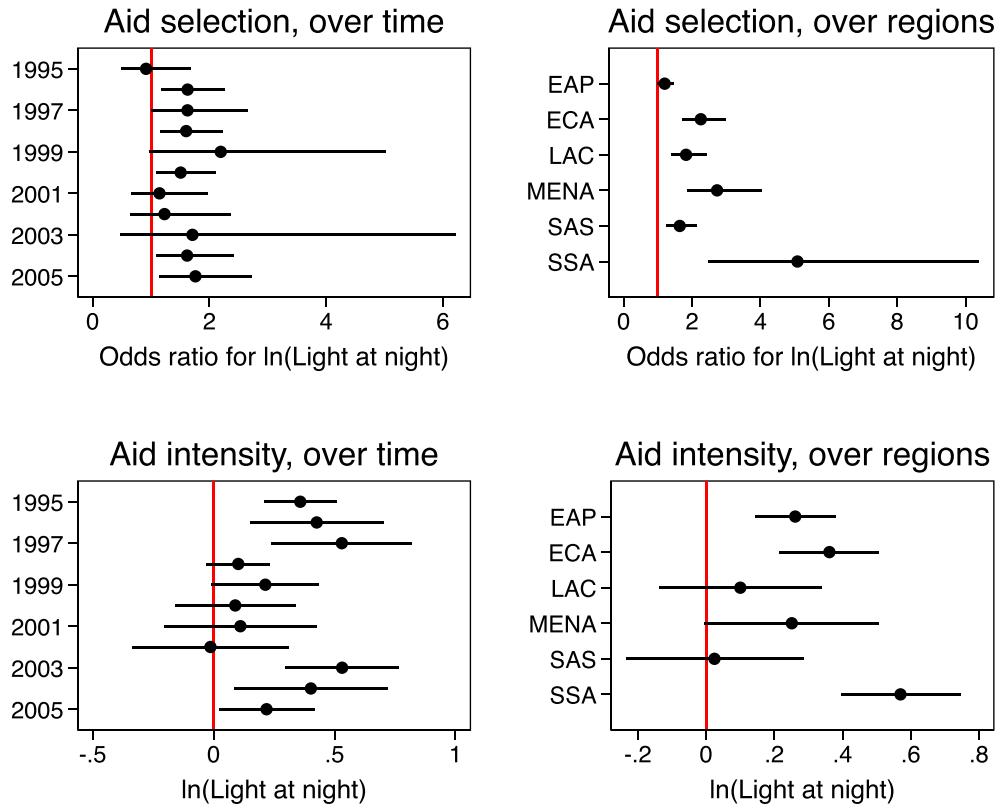 Aid selection, over time
1995
1997
1999
2001
2003
2005
0 2 4 6
Odds ratio for ln(Light at night)
Aid selection, over regions
EAP
ECA
LAC
MENA
SAS
SSA
0 2 4 6 8 10
Odds ratio for ln(Light at night)
Aid intensity, over time
1995
1997
1999
2001
2003
2005
-.5 0 .5 1
ln(Light at night)
Aid intensity, over regions
EAP
ECA
LAC
MENA
SAS
SSA
-.2 0 .2 .4 .6 .8
ln(Light at night)